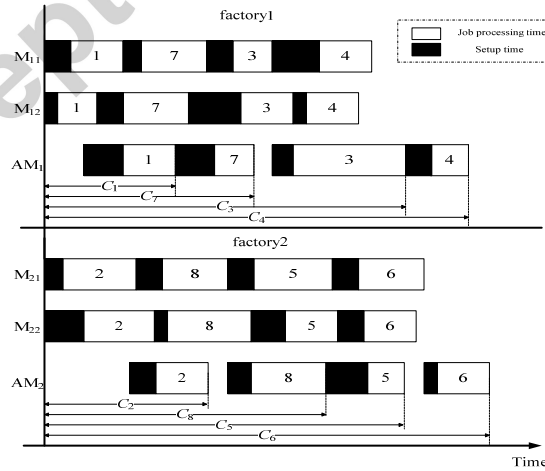 ept
factory1
Job processing time
Setup time
M11 1 7 3 4
M12 1 7 3 4
AM1 1 7 3 4
C1
C7
C3
C4
factory2
M21 2 8 5 6
M22 2 8 5 6
AM2 2 8 5 6
C2
C8
C5
C6
Time